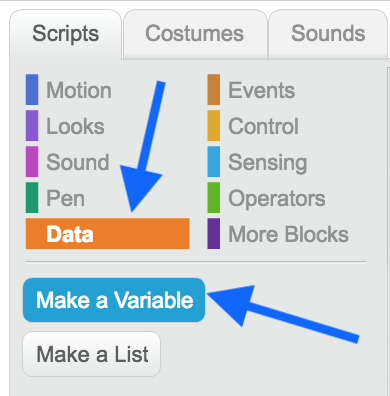 Scripts Costumes Sounds
Motion Events
Looks Control
Sound Sensing
Pen Operators
Data More Blocks
Make a Variable
Make a List